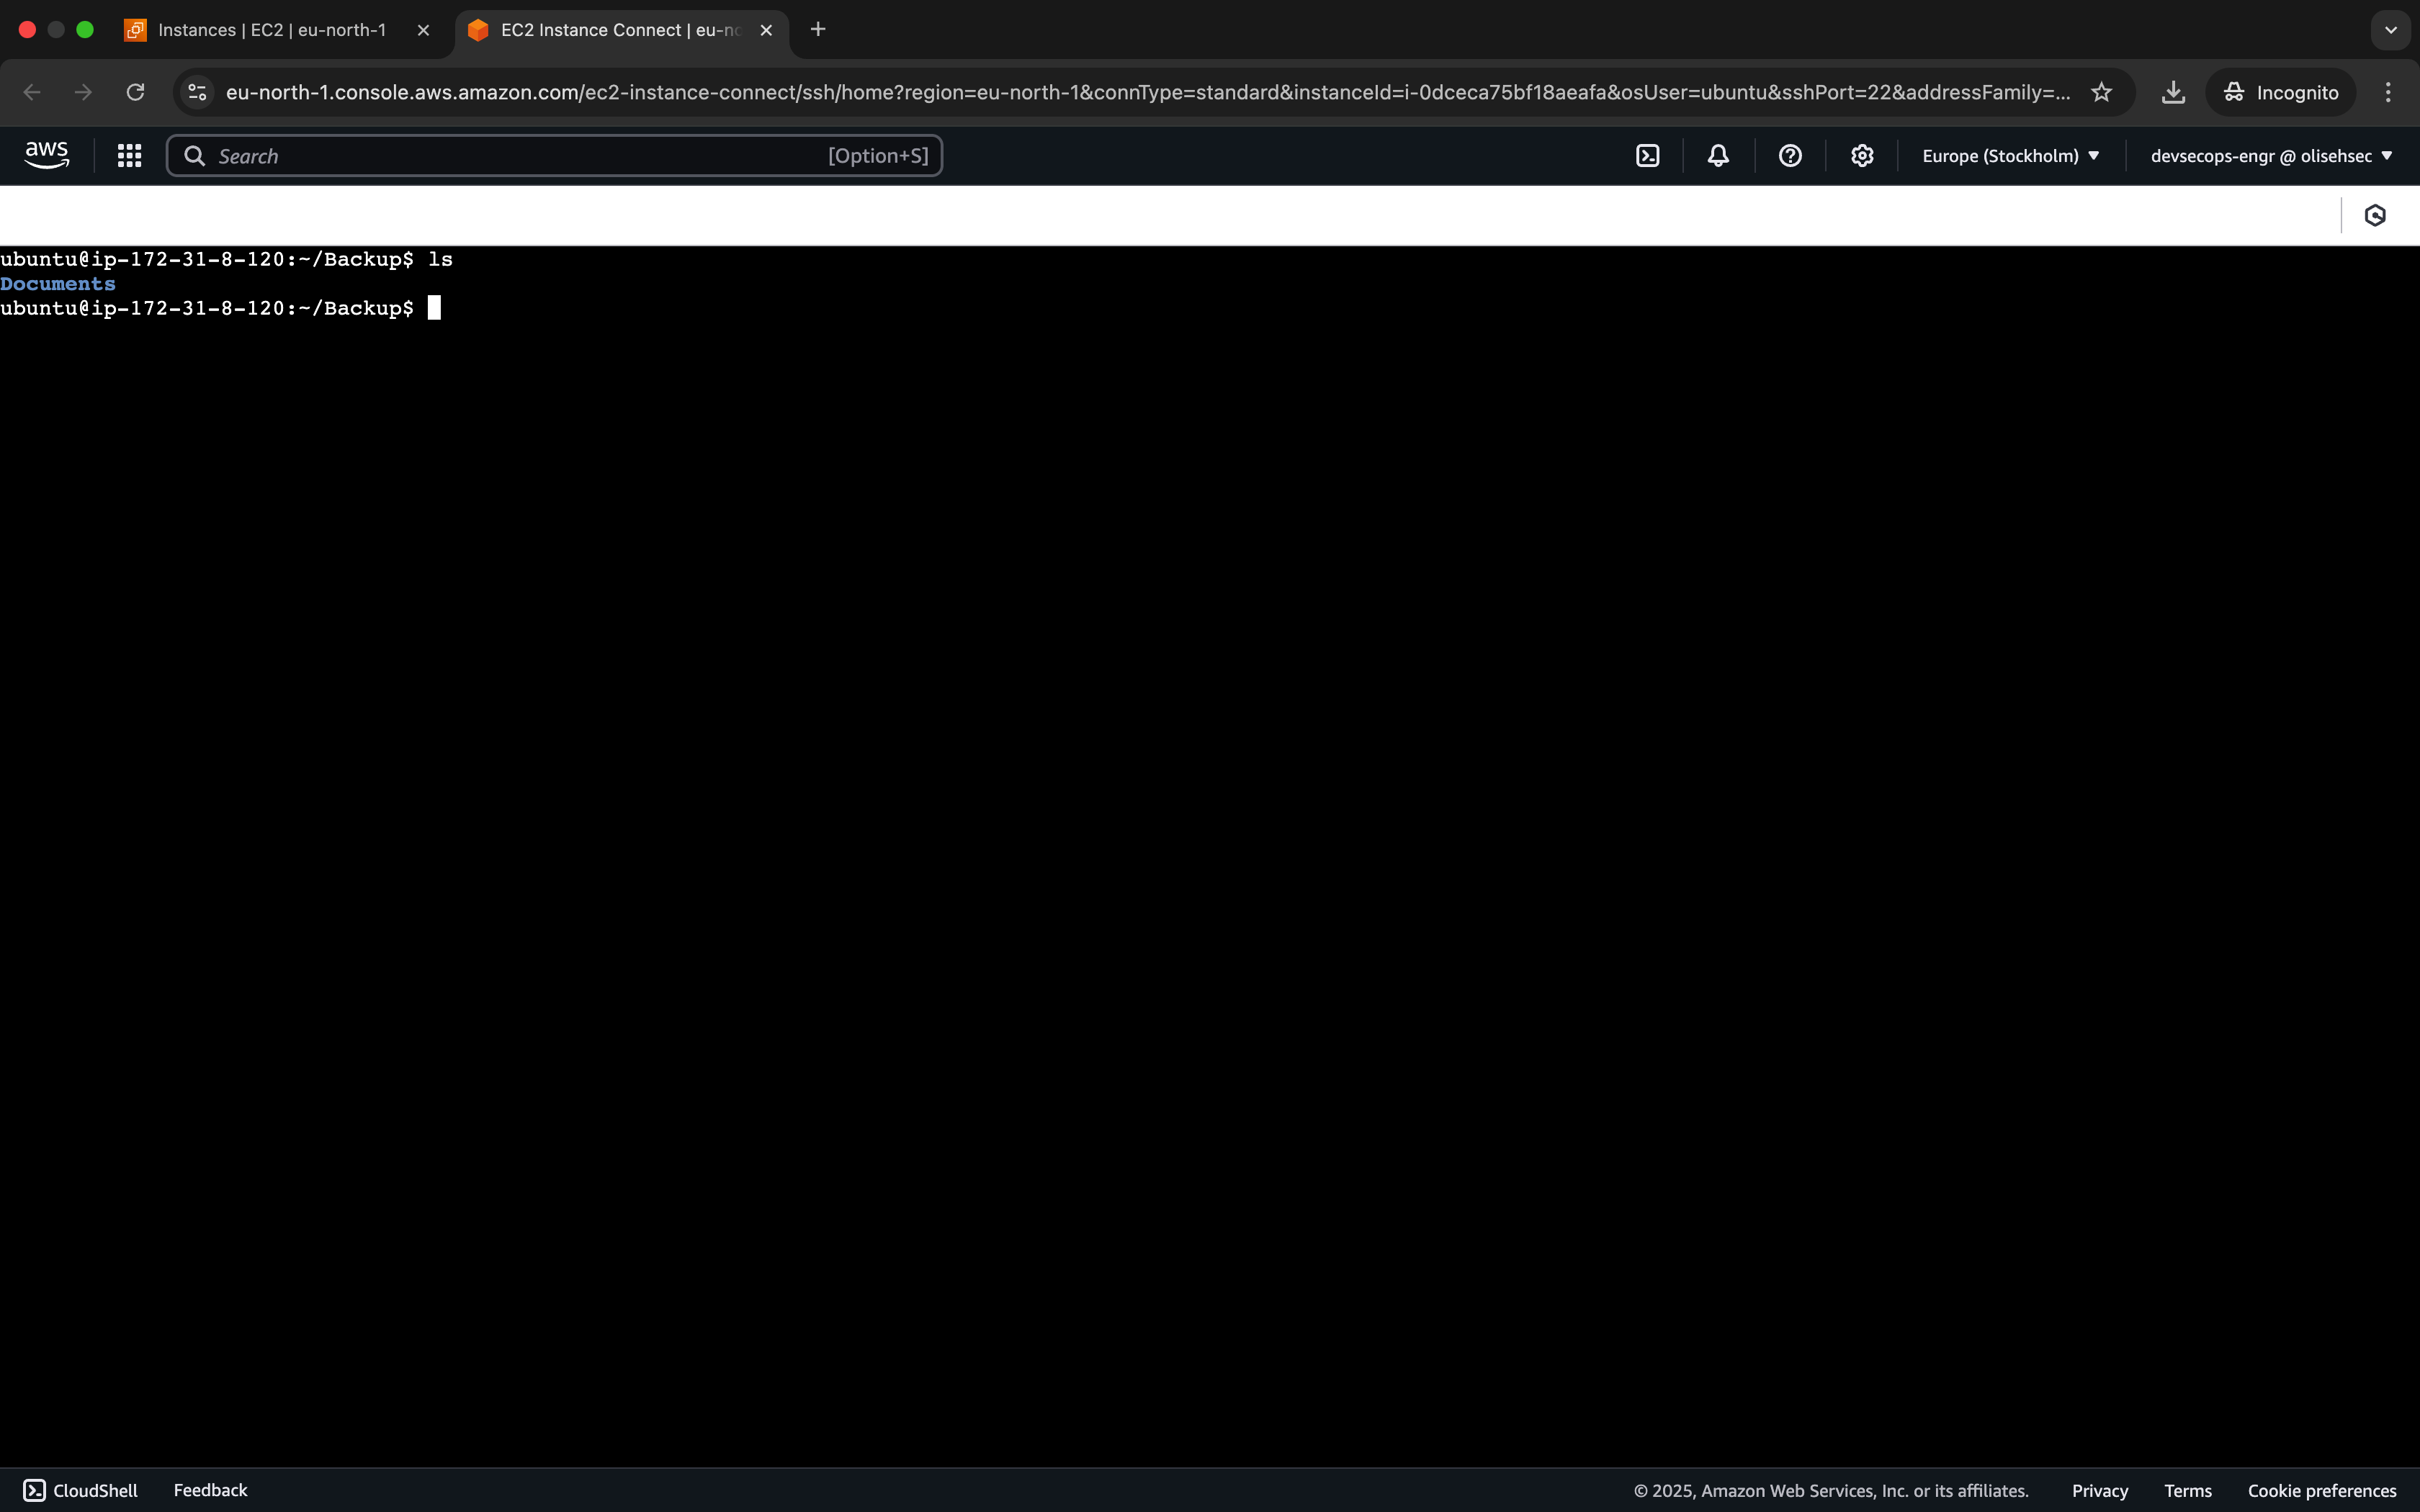 Instances | EC2 | eu-north-1
EC2 Instance Connect | eu-no
eu-north-1.console.aws.amazon.com/ec2-instance-connect/ssh/home?region=eu-north-1&connType=standard&instanceId=i-0dceca75bf18aeafa&osUser=ubuntu&sshPort=22&addressFamily=...
Incognito
aws
Search
[Option+S]
Europe (Stockholm)
devsecops-engr @ olisehsec
ubuntu@ip-172-31-8-120:~/Backup$ ls
Documents
ubuntu@ip-172-31-8-120:~/Backup$
CloudShell
Feedback
© 2025, Amazon Web Services, Inc. or its affiliates.
Privacy
Terms
Cookie preferences